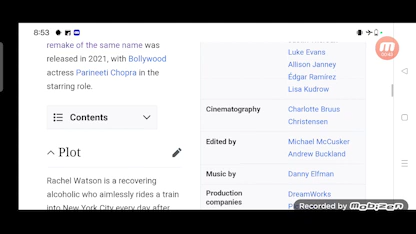 8:53
remake of the same name was
released in 2021, with Bollywood
actress Parineeti Chopra in the
starring role.
Contents
Plot
Rachel Watson is a recovering
alcoholic who aimlessly rides a train
into New York City every day after
Luke Evans
Allison Janney
Édgar Ramírez
Lisa Kudrow
Cinematography
Charlotte Bruus
Christensen
Edited by
Michael McCusker
Andrew Buckland
Music by
Danny Elfman
Production
companies
DreamWorks
Recorded by Mobizen